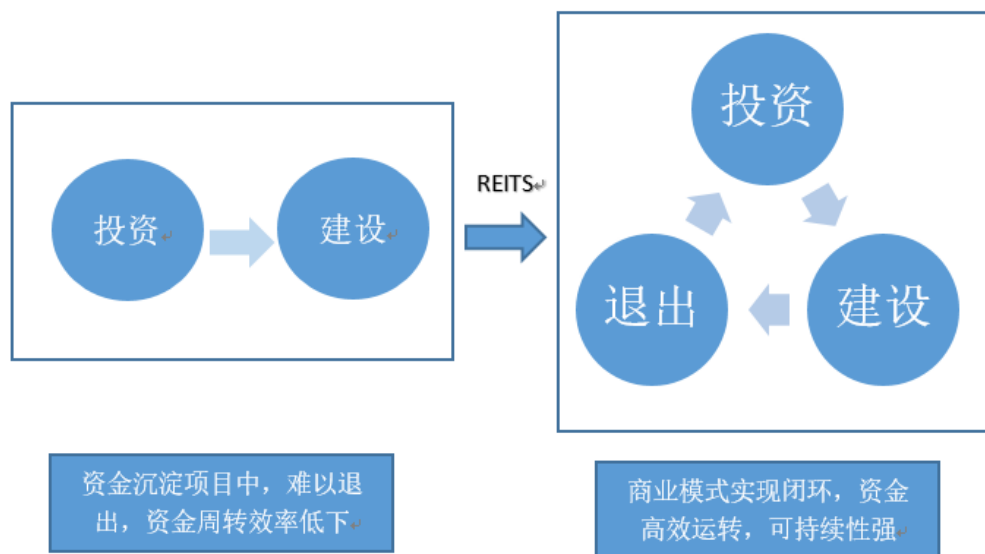 投资
建设
REITS
投资
退出
建设
资金沉淀项目中，难以退
出，资金周转效率低下
商业模式实现闭环，资金
高效运转，可持续性强